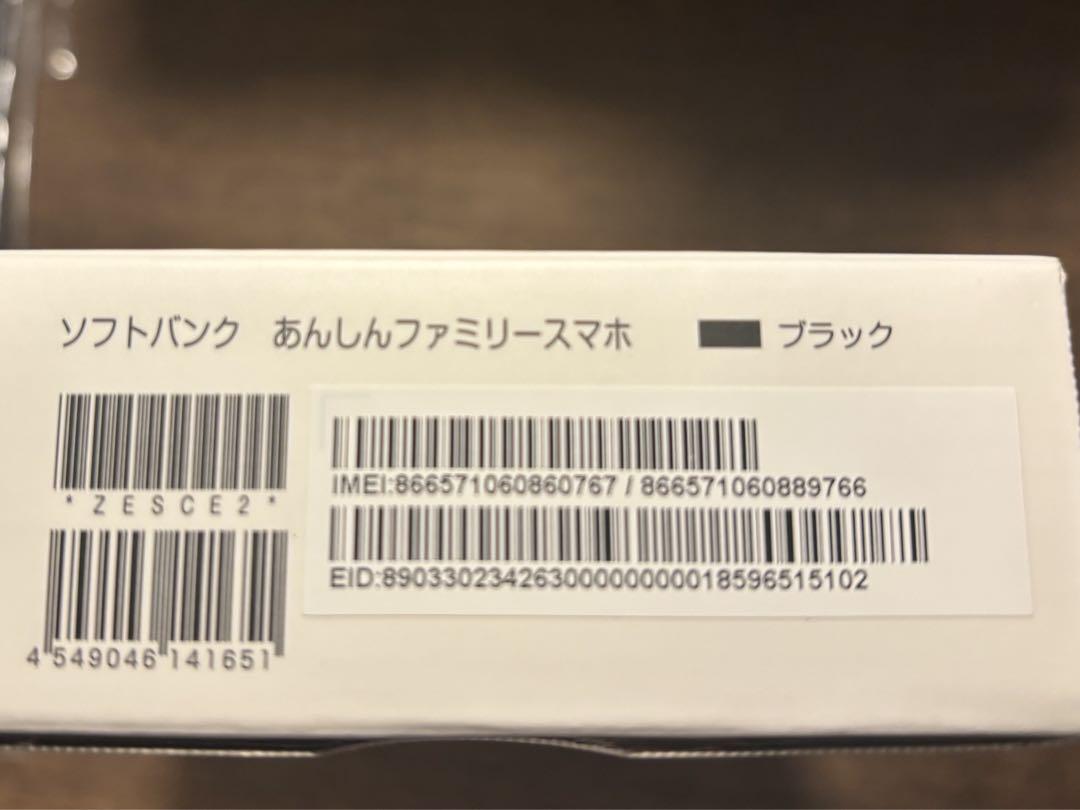 ソフトバンク あんしんファミリースマホ ブラック
*ZESCE2*
4 549046 141651
IMEI:866571060860767 / 866571060889766
EID:89033023426300000000018596515102